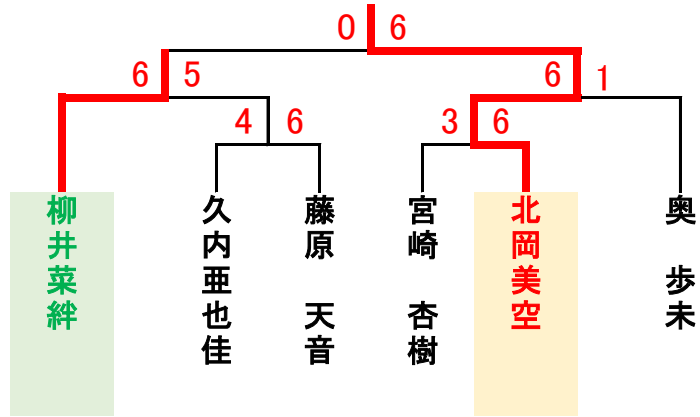 0 6
6 5
6 1
4 6
3 6
柳井菜絆
久内亜也佳
藤原 天音
宮崎 杏樹
北岡美空
奥 歩未